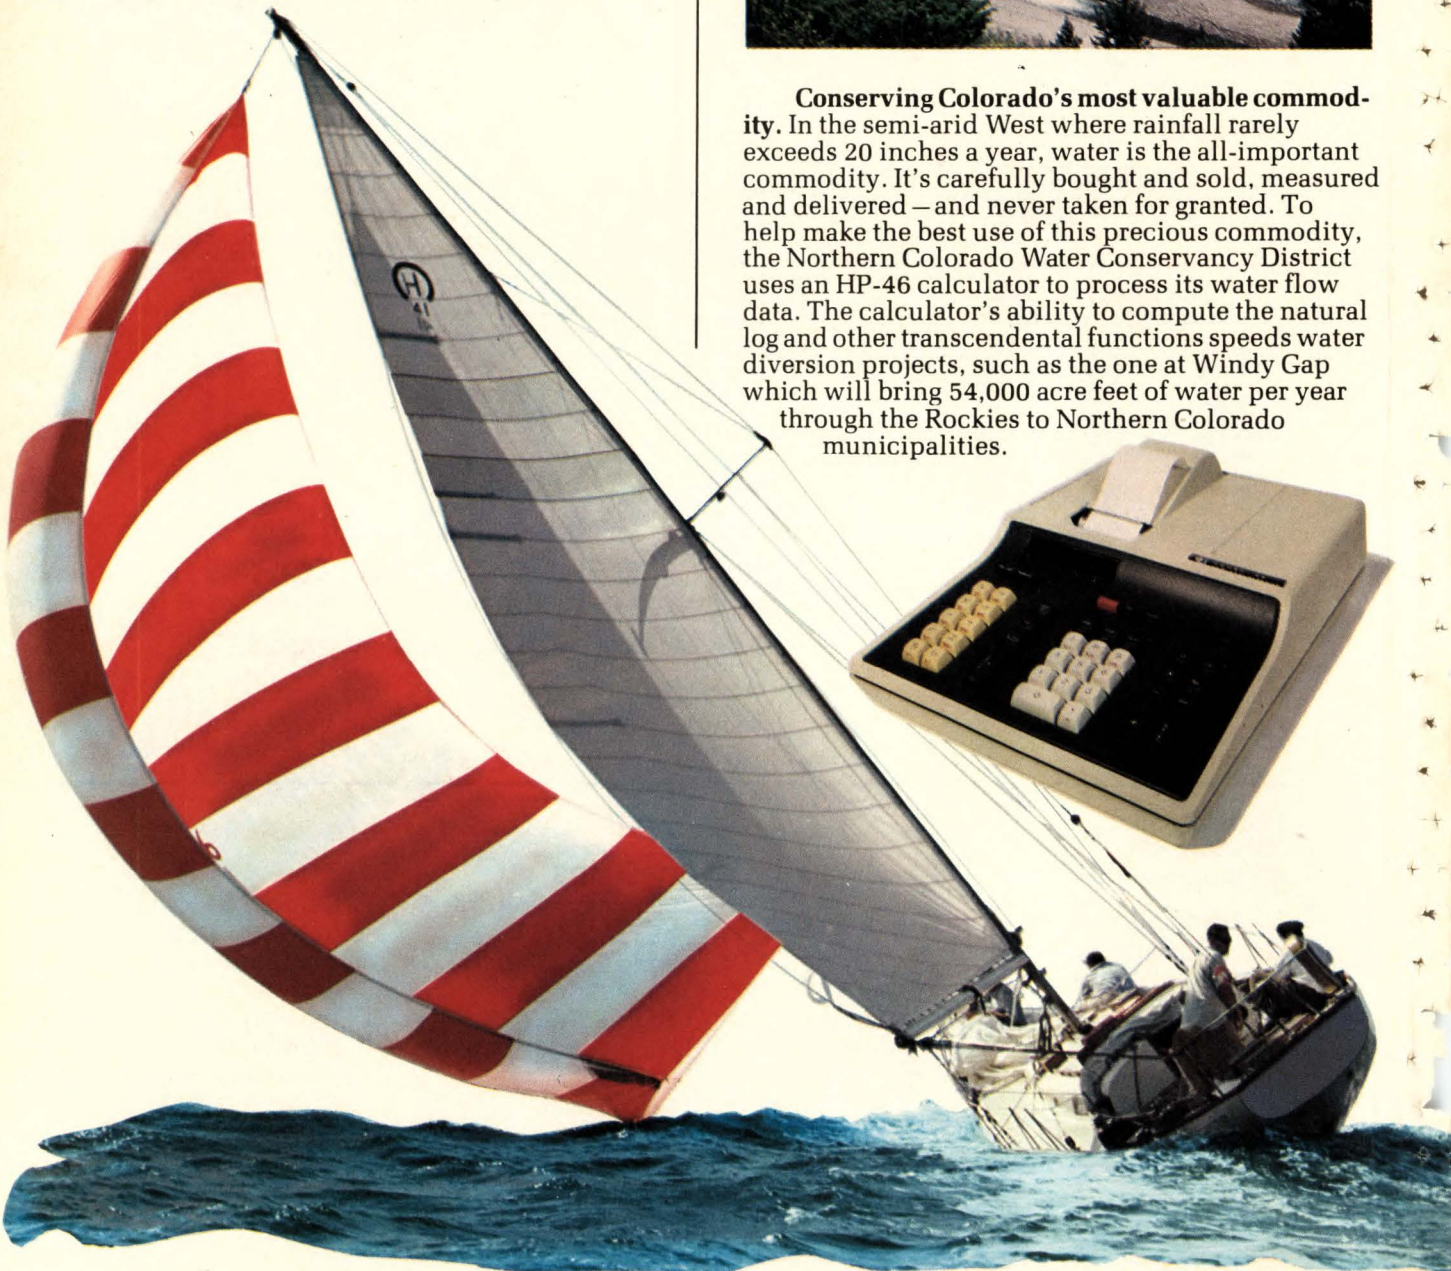 Conserving Colorado's most valuable commod-
ity. In the semi-arid West where rainfall rarely
exceeds 20 inches a year, water is the all-important
commodity. It's carefully bought and sold, measured
and delivered — and never taken for granted. To
help make the best use of this precious commodity,
the Northern Colorado Water Conservancy District
uses an HP-46 calculator to process its water flow
data. The calculator's ability to compute the natural
log and other transcendental functions speeds water
diversion projects, such as the one at Windy Gap
which will bring 54,000 acre feet of water per year
through the Rockies to Northern Colorado
municipalities.
H
41